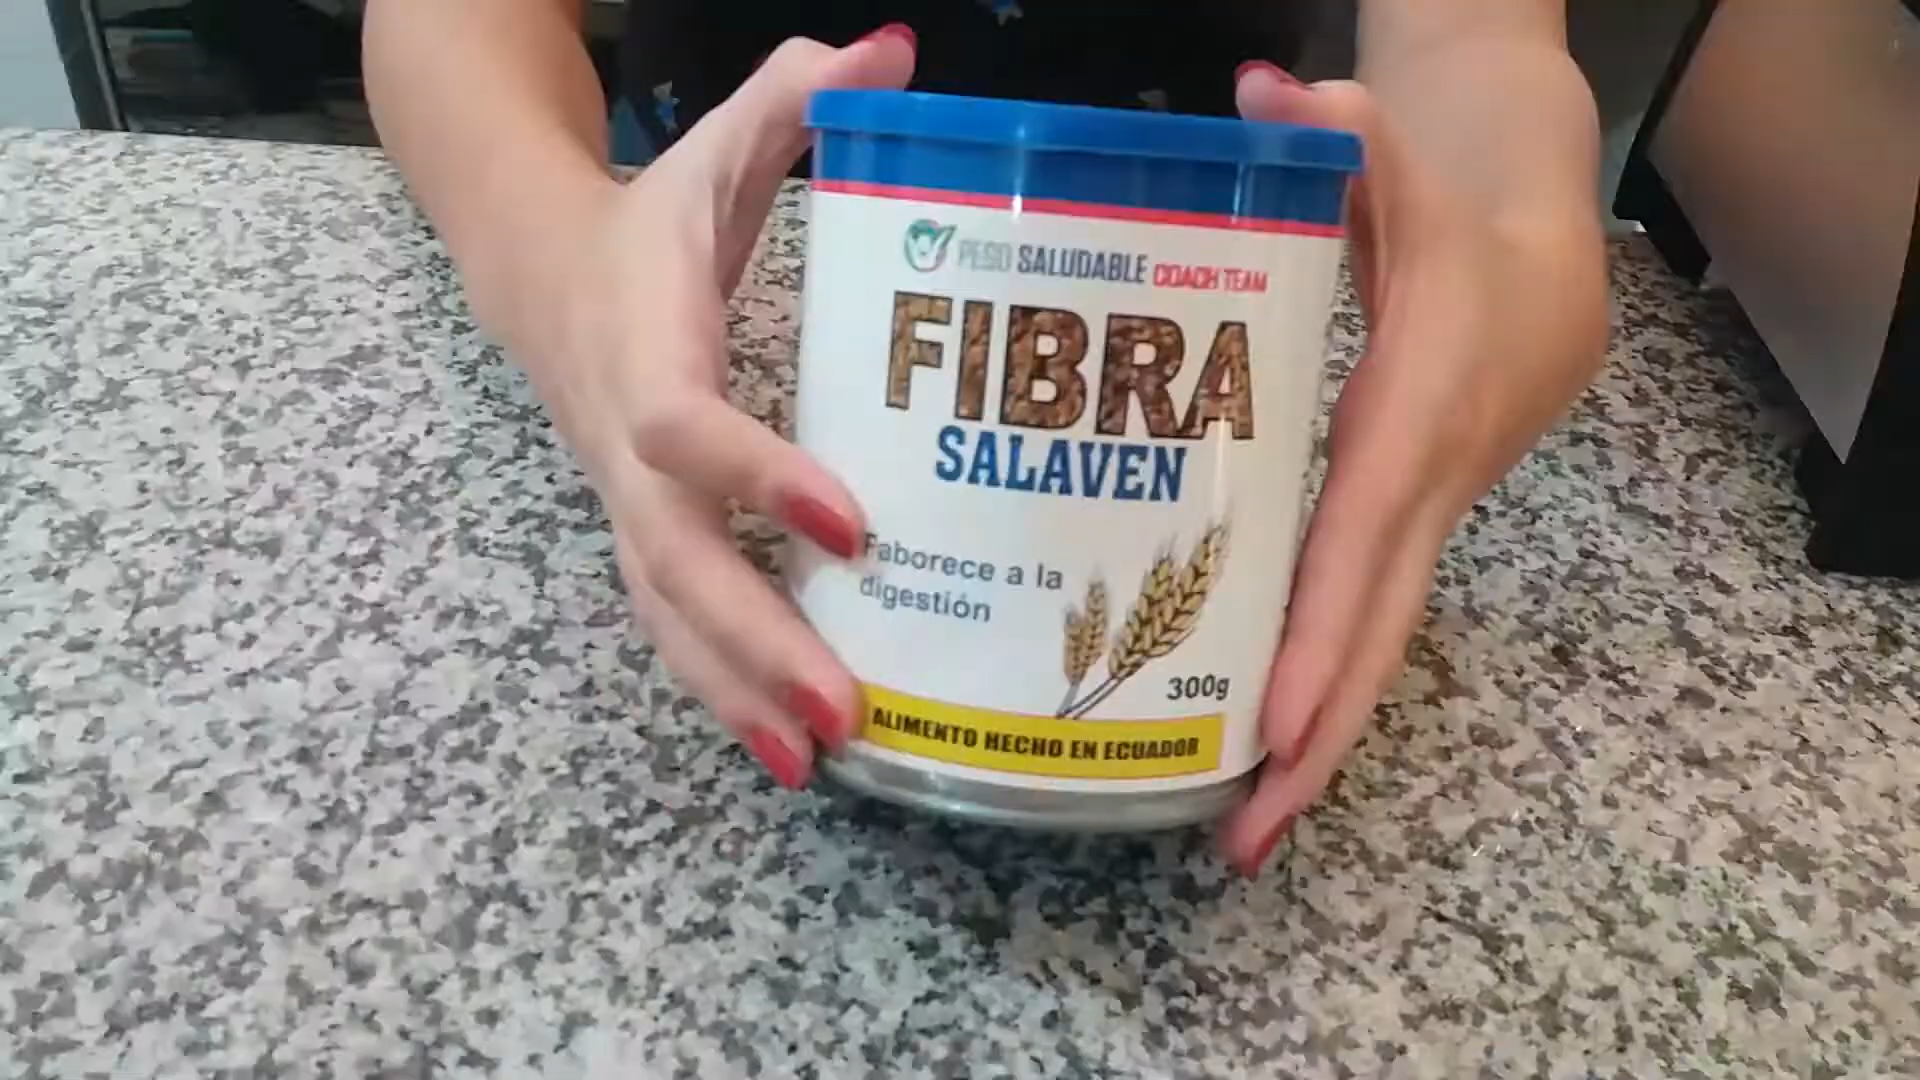 PESO SALUDABLE COACH TEAM
FIBRA
SALAVEN
Faborece a la
digestión
300g
ALIMENTO HECHO EN ECUADOR